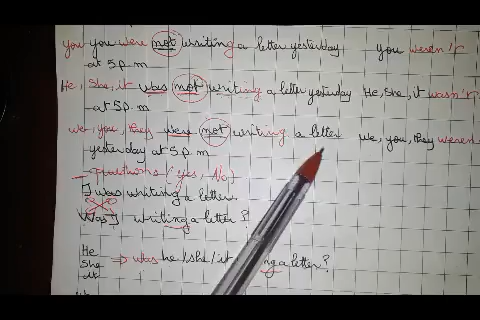 you you were not writing a letter yesterday you weren't
at 5 p m
He, She, it was not writing a letter yesterday He, She, it wasn't
at 5 p m
we, you, they were not writing a letter we, you, they weren
yesterday at 5 p m
questions (yes, No)
I was writing a letter
Was I writing a letter?
He
She ⇒ was he / she / it ing a letter?
it